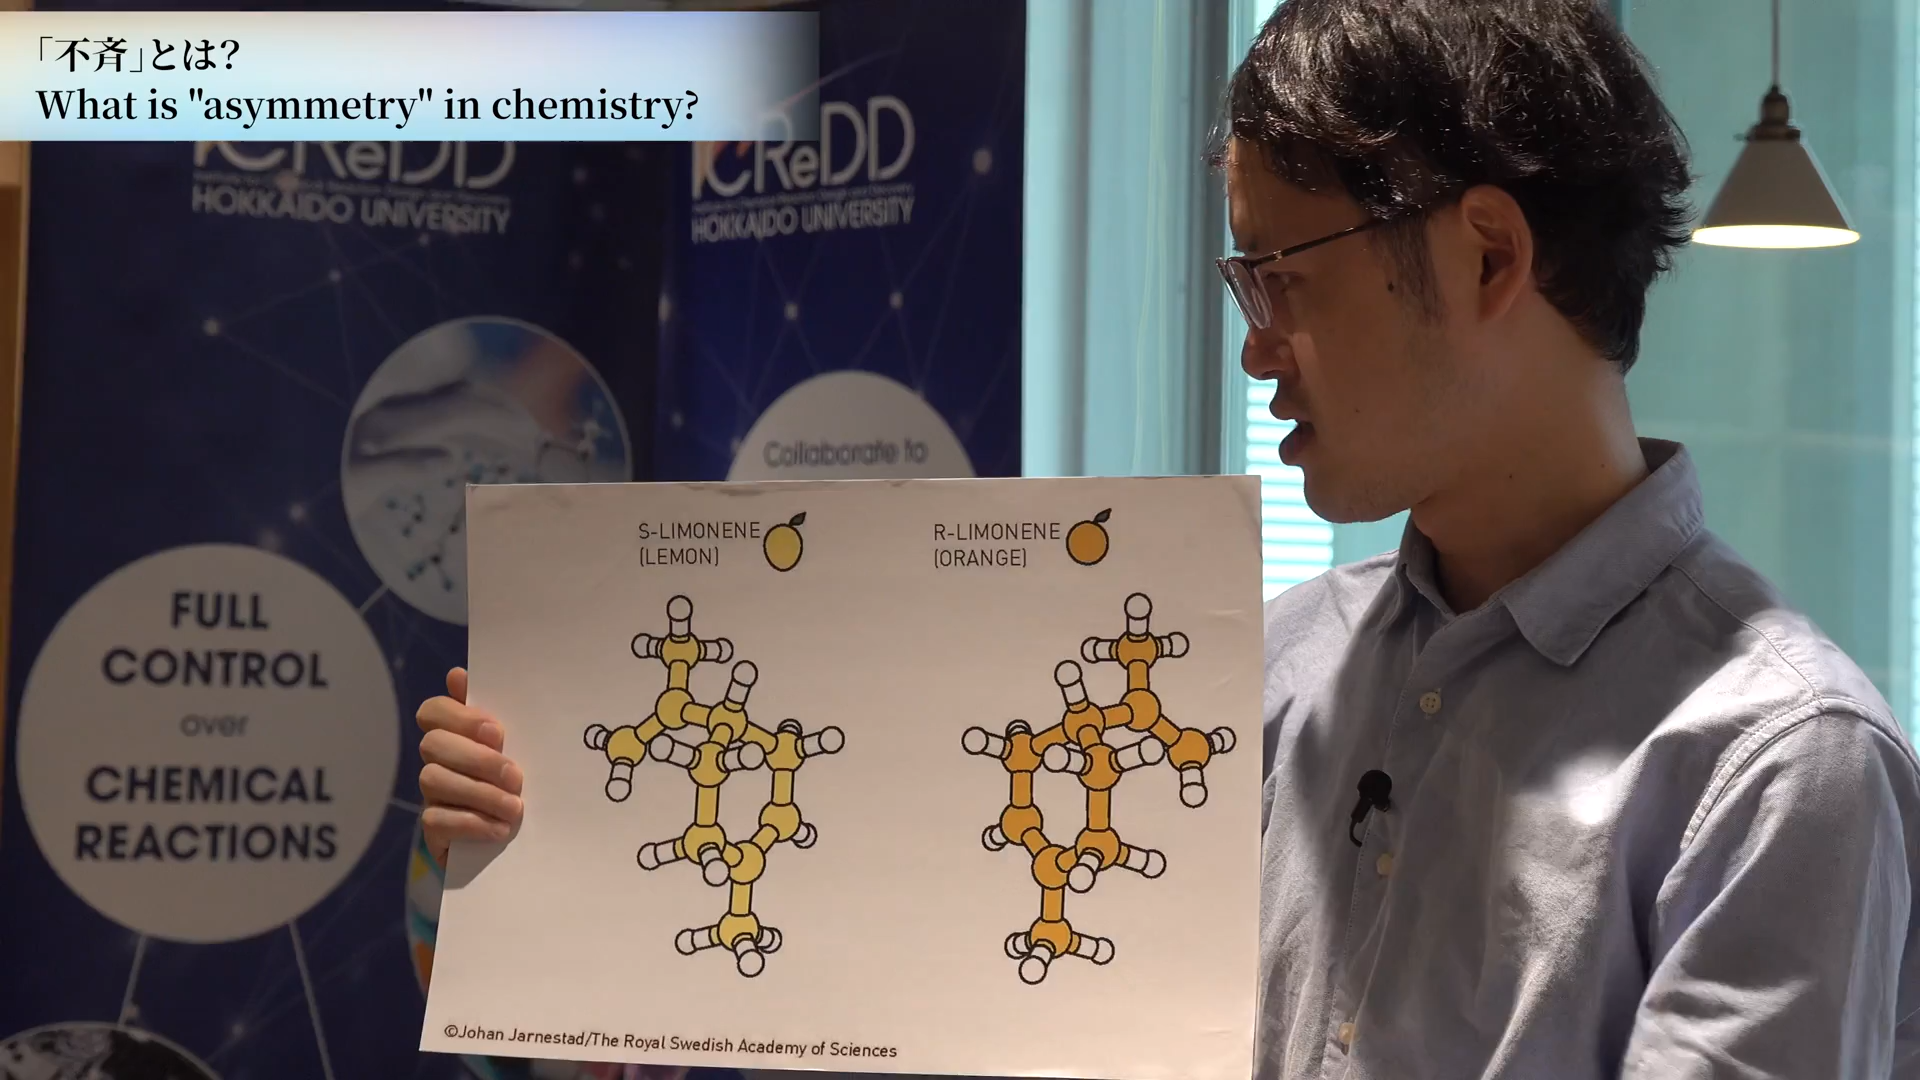 「不斉」とは?
What is "asymmetry" in chemistry?
ICReDD
HOKKAIDO UNIVERSITY
ICReDD
HOKKAIDO UNIVERSITY
Collaborate to
FULL
CONTROL
over
CHEMICAL
REACTIONS
S-LIMONENE
(LEMON)
R-LIMONENE
(ORANGE)
©Johan Jarnestad/The Royal Swedish Academy of Sciences